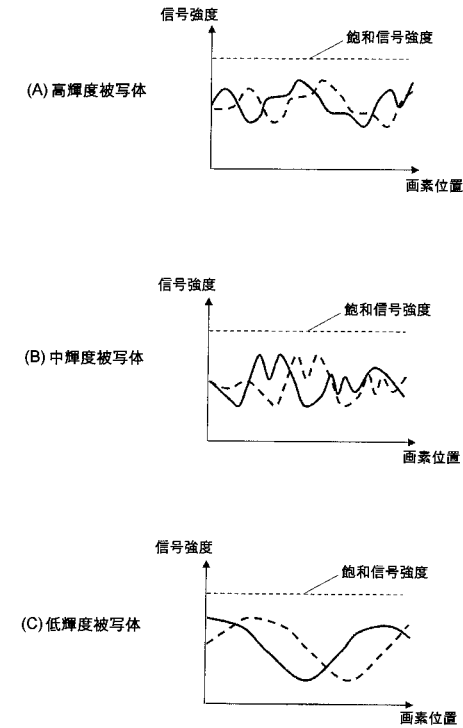 信号強度
飽和信号強度
(A) 高輝度被写体
画素位置
信号強度
飽和信号強度
(B) 中輝度被写体
画素位置
信号強度
飽和信号強度
(C) 低輝度被写体
画素位置